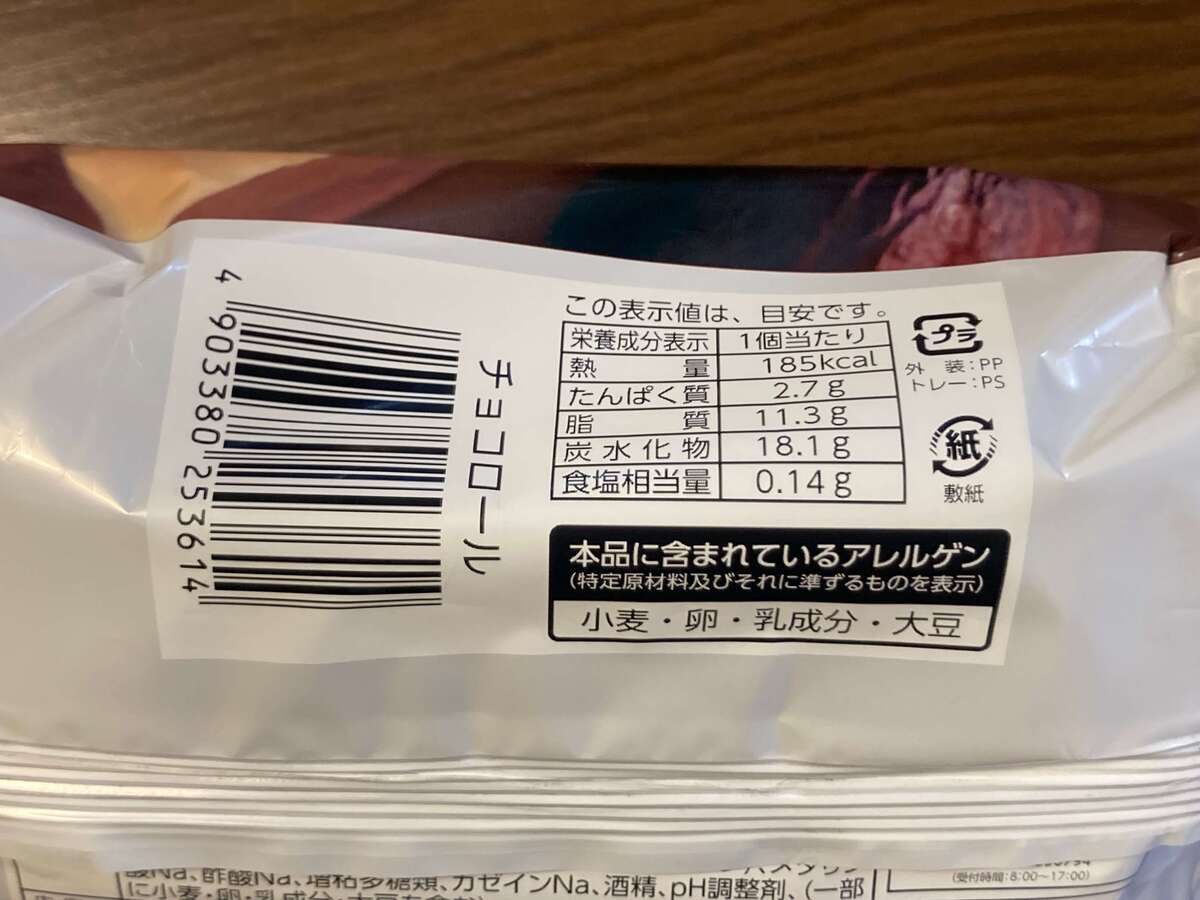 4 903380 253614
チョコロール
この表示値は、目安です。
栄養成分表示 1個当たり
熱量 185kcal
たんぱく質 2.7g
脂質 11.3g
炭水化物 18.1g
食塩相当量 0.14g
プラ
外装:PP
トレー:PS
紙
敷紙
本品に含まれているアレルゲン
(特定原材料及びそれに準ずるものを表示)
小麦・卵・乳成分・大豆
酸Na、酢酸Na、増粘多糖類、カゼインNa、酒精、pH調整剤、(一部
に小麦・卵・乳成分・大豆を含む)
(受付時間:8:00～17:00)